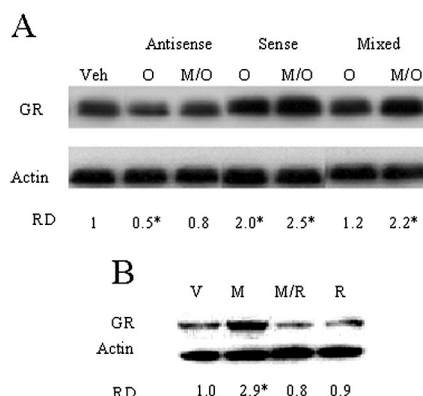 A
Antisense Sense Mixed
Veh O M/O O M/O O M/O
GR
Actin
RD 1 0.5* 0.8 2.0* 2.5* 1.2 2.2*
B
V M M/R R
GR
Actin
RD 1.0 2.9* 0.8 0.9